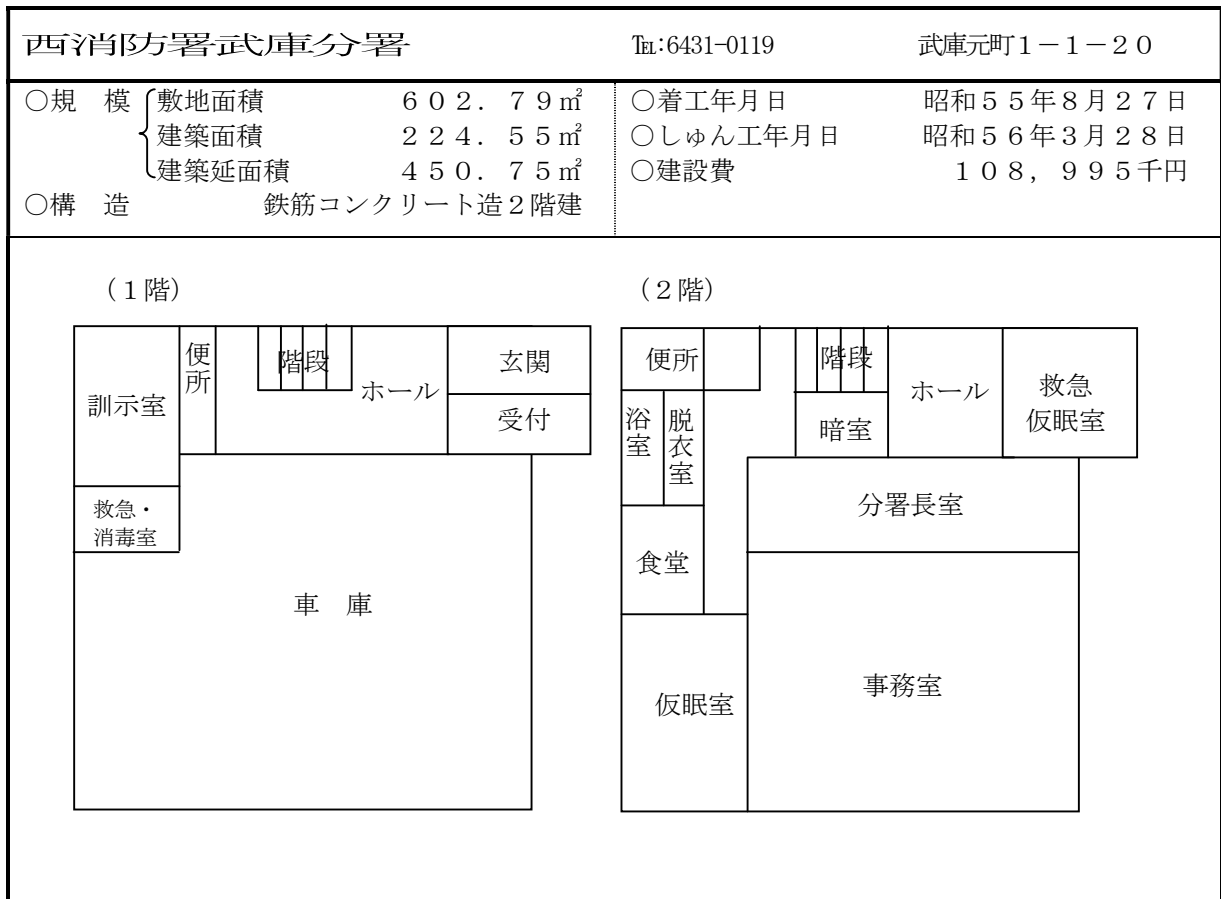 西消防署武庫分署 ℡:6431-0119 武庫元町1-1-20
○規 模 敷地面積 602.79㎡
建築面積 224.55㎡
建築延面積 450.75㎡
○構 造 鉄筋コンクリート造2階建
○着工年月日 昭和55年8月27日
○しゅん工年月日 昭和56年3月28日
○建設費 108,995千円
(1階)
訓示室
便所
階段
ホール
玄関
受付
救急・
消毒室
車 庫
(2階)
便所
階段
ホール
救急
仮眠室
浴室
脱衣室
暗室
分署長室
食堂
仮眠室
事務室